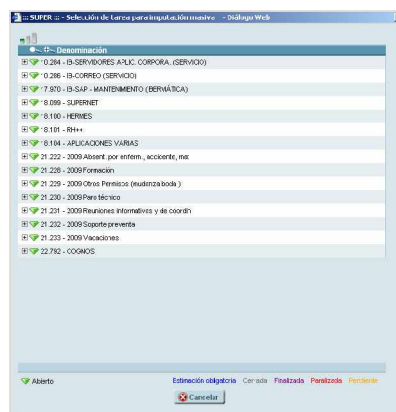 ::: SUPER ::: - Selección de tarea para imputación masiva - Diálogo Web
Denominación
0.284 - I3-SERVIDORES APLIC. CORPORA. (SERVICIO)
0.286 - I3-CORREO (SERVICIO)
7.970 - I3-SAP - MANTENIMIENTO (BERMÁTICA)
8.099 - SUPERNET
8.100 - HERMES
8.101 - RH++
8.104 - APLICACIONES VARIAS
21.222 - 2009 Absent. por enferm., accidente, mat
21.228 - 2009 Formación
21.229 - 2009 Otros Permisos (mudanza boda )
21.230 - 2009 Paro técnico
21.231 - 2009 Reuniones informativos y de coordin
21.232 - 2009 Soporte preventa
21.233 - 2009 Vacaciones
22.792 - COGNOS
Abierto Estimación obligatoria Cerrada Finalizada Paralizada Pendiente
Cancelar